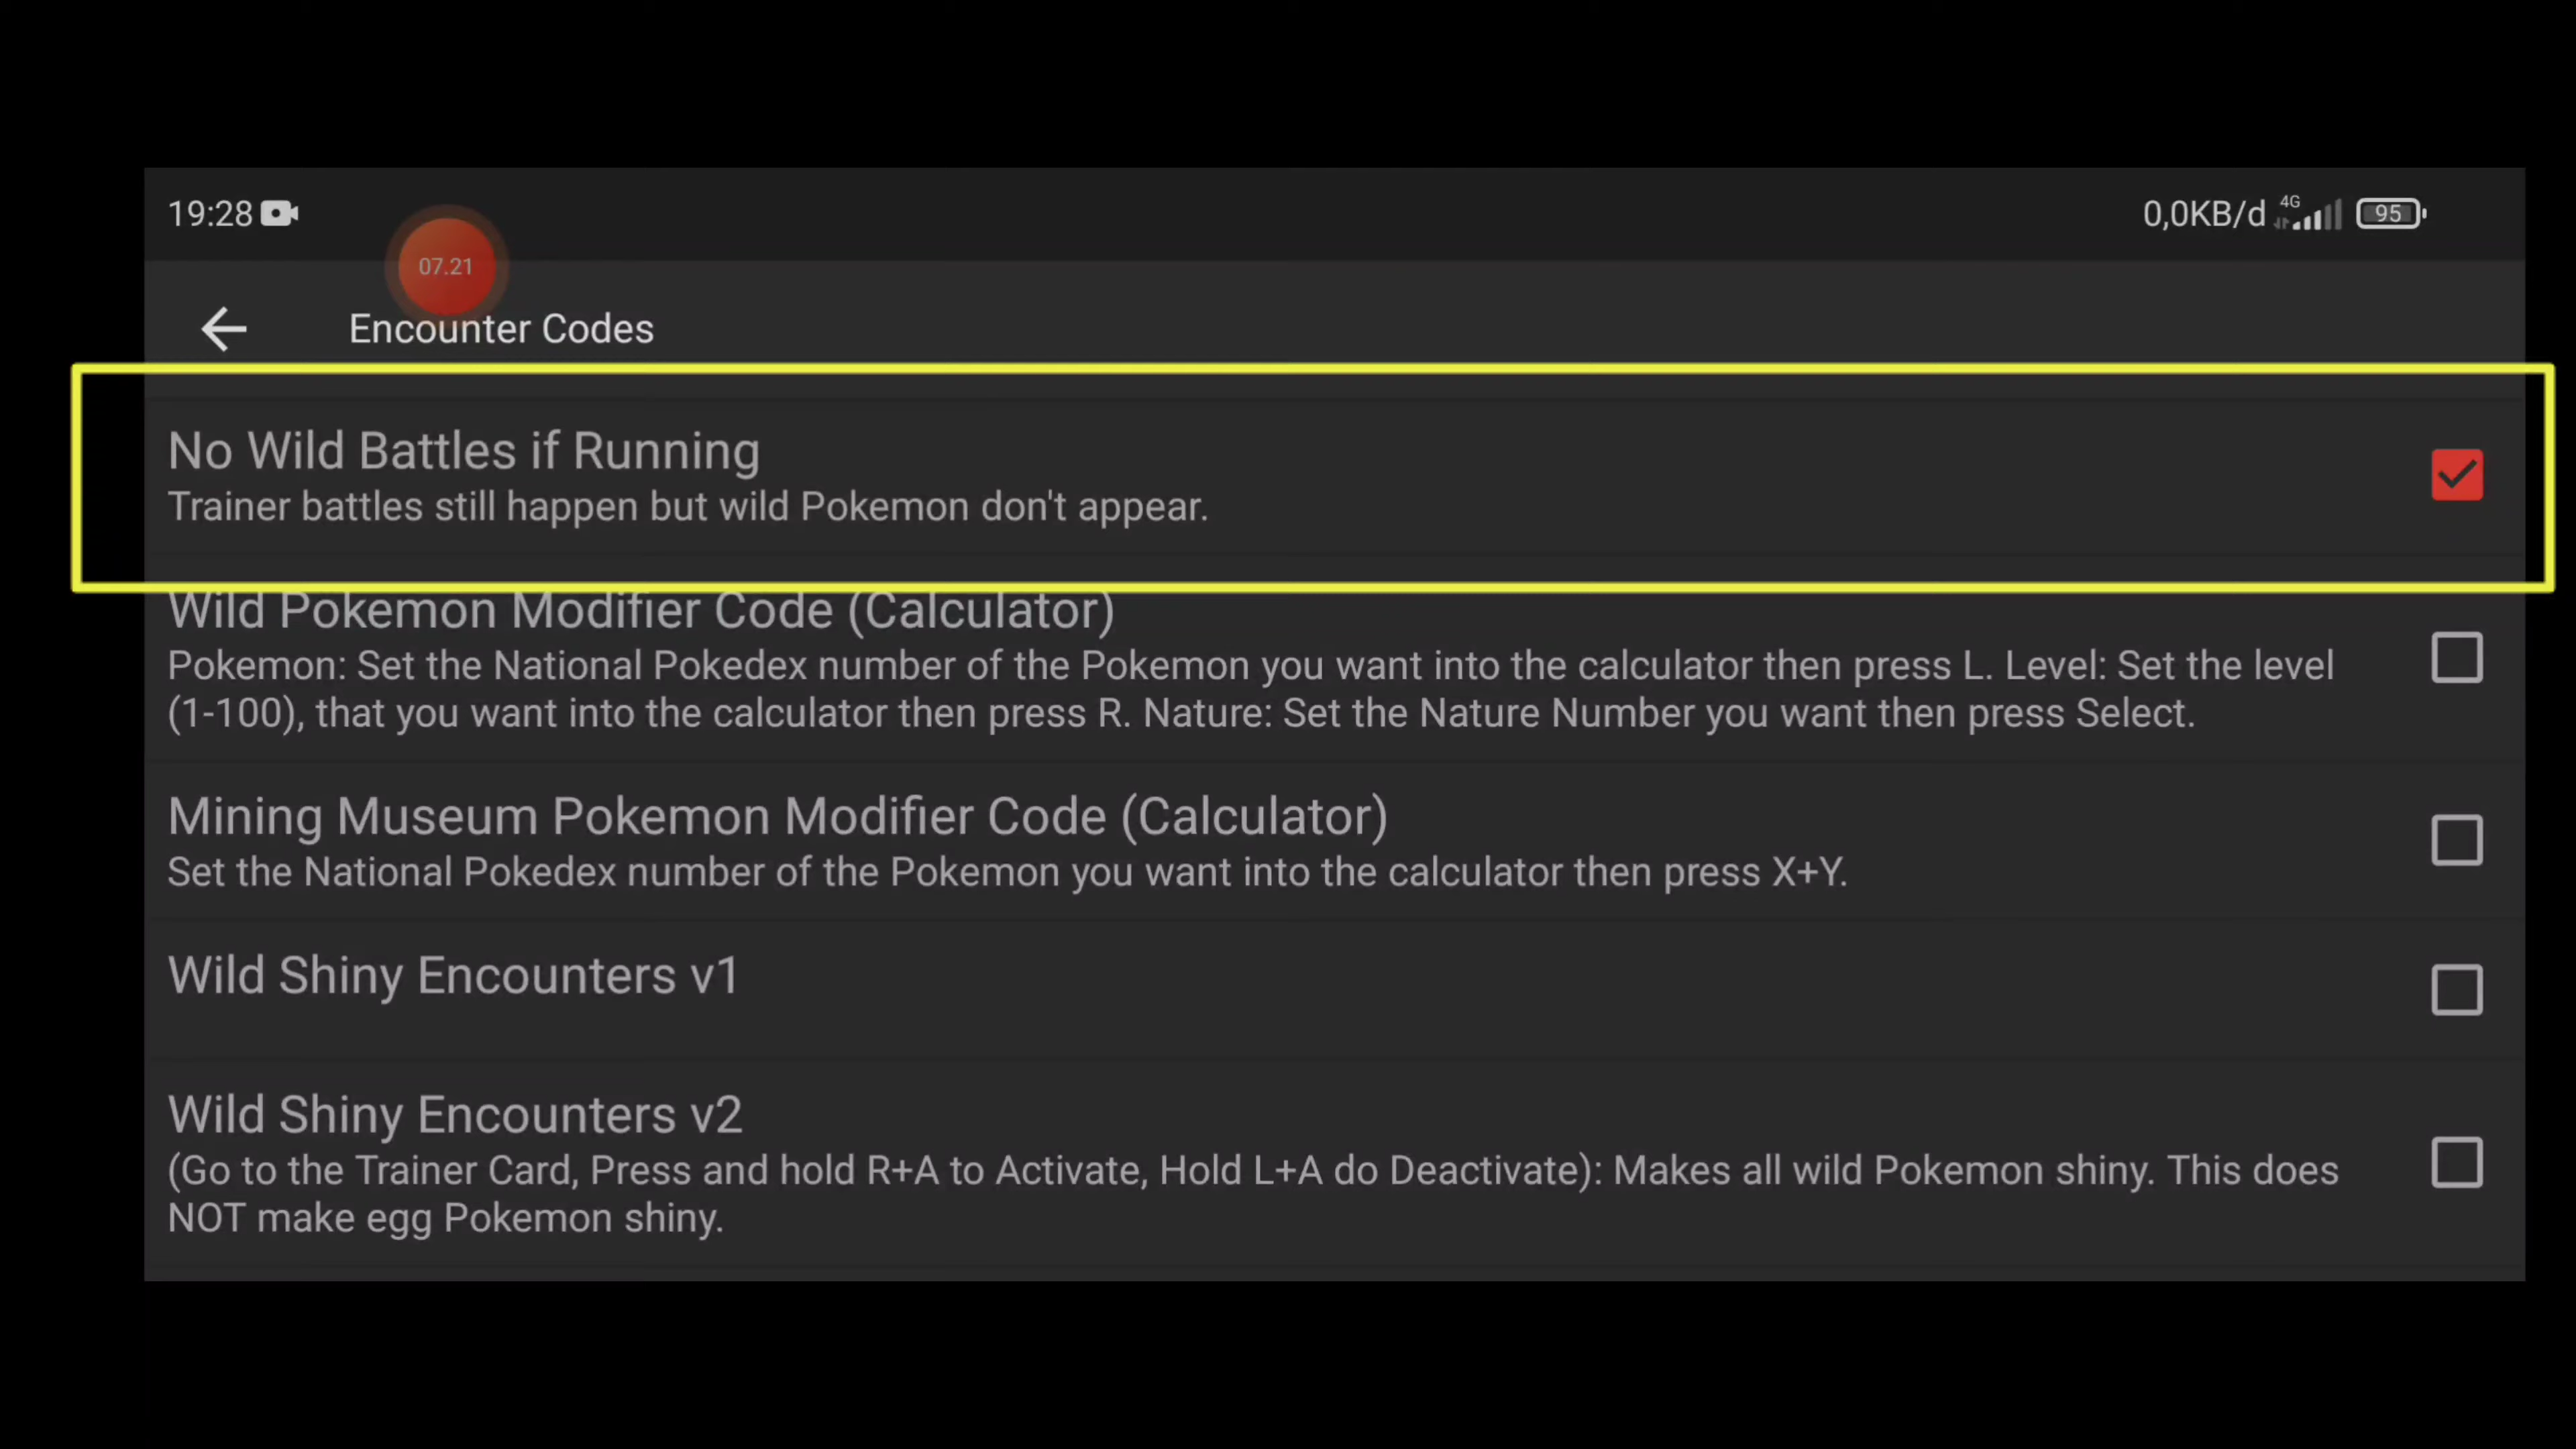 19:28
0,0KB/d 4G 95
07.21
Encounter Codes
No Wild Battles if Running
Trainer battles still happen but wild Pokemon don't appear.
Wild Pokemon Modifier Code (Calculator)
Pokemon: Set the National Pokedex number of the Pokemon you want into the calculator then press L. Level: Set the level
(1-100), that you want into the calculator then press R. Nature: Set the Nature Number you want then press Select.
Mining Museum Pokemon Modifier Code (Calculator)
Set the National Pokedex number of the Pokemon you want into the calculator then press X+Y.
Wild Shiny Encounters v1
Wild Shiny Encounters v2
(Go to the Trainer Card, Press and hold R+A to Activate, Hold L+A do Deactivate): Makes all wild Pokemon shiny. This does
NOT make egg Pokemon shiny.